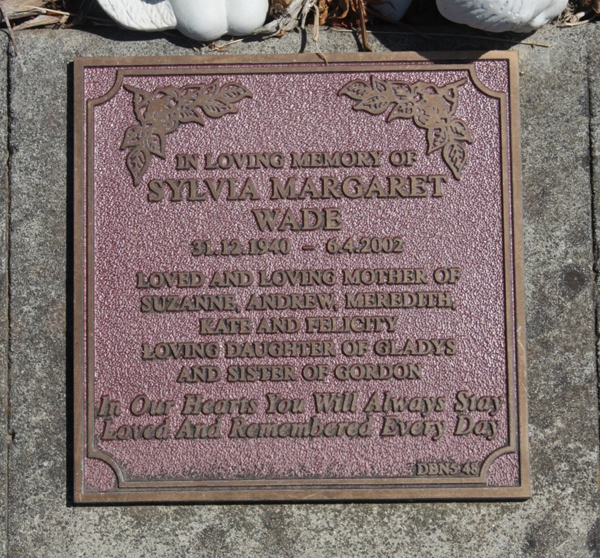 IN LOVING MEMORY OF
SYLVIA MARGARET
WADE
31.12.1940 - 6.4.2002
LOVED AND LOVING MOTHER OF
SUZANNE, ANDREW, MEREDITH,
KATE AND FELICITY
LOVING DAUGHTER OF GLADYS
AND SISTER OF GORDON
In Our Hearts You Will Always Stay
Loved And Remembered Every Day
DBN5 48